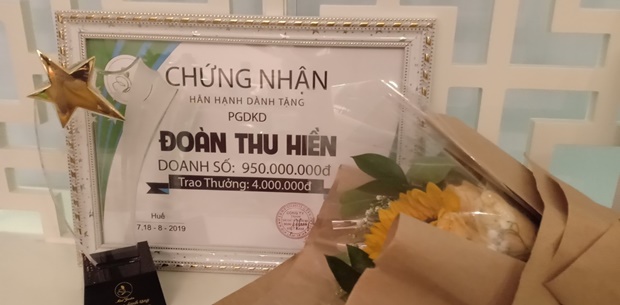 CHỨNG NHẬN
HÂN HẠNH DÀNH TẶNG
PGDKD
ĐOÀN THU HIỀN
DOANH SỐ: 950.000.000đ
Trao Thưởng: 4.000.000đ
Huế
7,18 - 8 - 2019